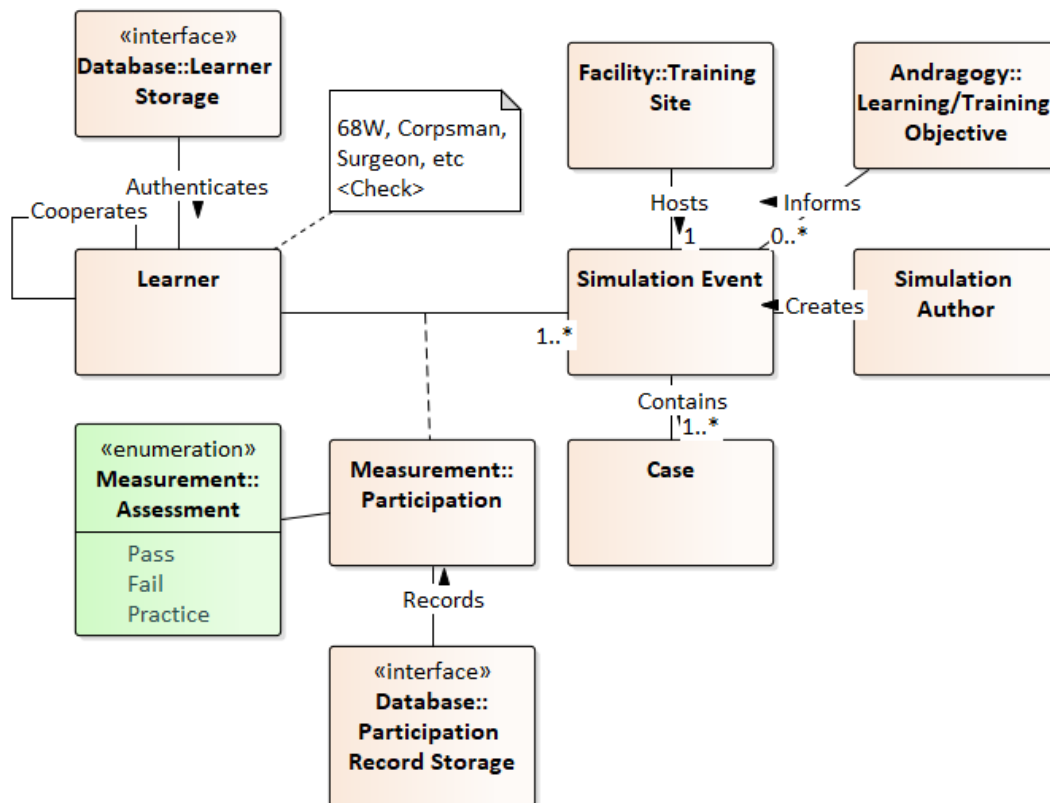 «interface»
Database::Learner
Storage
68W, Corpsman,
Surgeon, etc
<Check>
Facility::Training
Site
Andragogy::
Learning/Training
Objective
Authenticates
Cooperates
Hosts
Informs
1
0..*
Learner
Simulation Event
Simulation
Author
Creates
1..*
Contains
1..*
«enumeration»
Measurement::
Assessment
Pass
Fail
Practice
Measurement::
Participation
Case
Records
«interface»
Database::
Participation
Record Storage